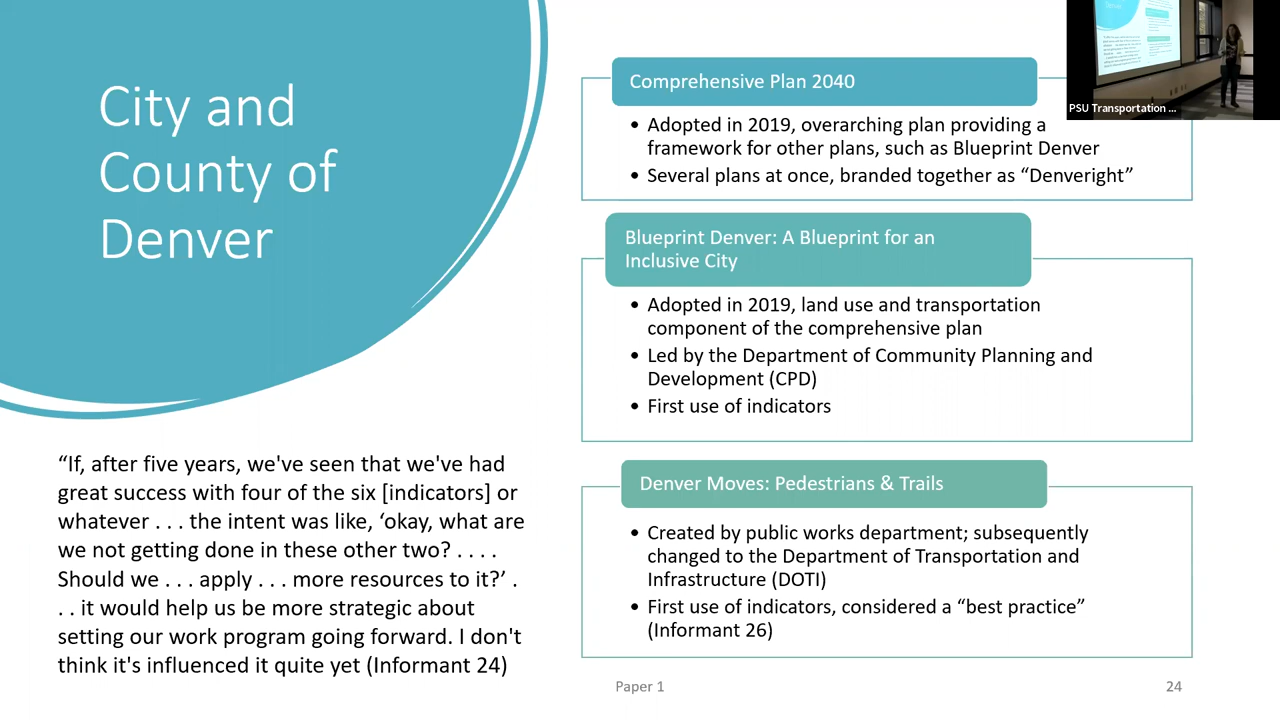 City and
County of
Denver
“If, after five years, we've seen that we've had
great success with four of the six [indicators] or
whatever . . . the intent was like, ‘okay, what are
we not getting done in these other two? . . . .
Should we . . . apply . . . more resources to it?’ .
. . it would help us be more strategic about
setting our work program going forward. I don't
think it's influenced it quite yet (Informant 24)
Comprehensive Plan 2040
• Adopted in 2019, overarching plan providing a
framework for other plans, such as Blueprint Denver
• Several plans at once, branded together as “Denveright”
Blueprint Denver: A Blueprint for an
Inclusive City
• Adopted in 2019, land use and transportation
component of the comprehensive plan
• Led by the Department of Community Planning and
Development (CPD)
• First use of indicators
Denver Moves: Pedestrians & Trails
• Created by public works department; subsequently
changed to the Department of Transportation and
Infrastructure (DOTI)
• First use of indicators, considered a “best practice”
(Informant 26)
Paper 1
24
PSU Transportation ...